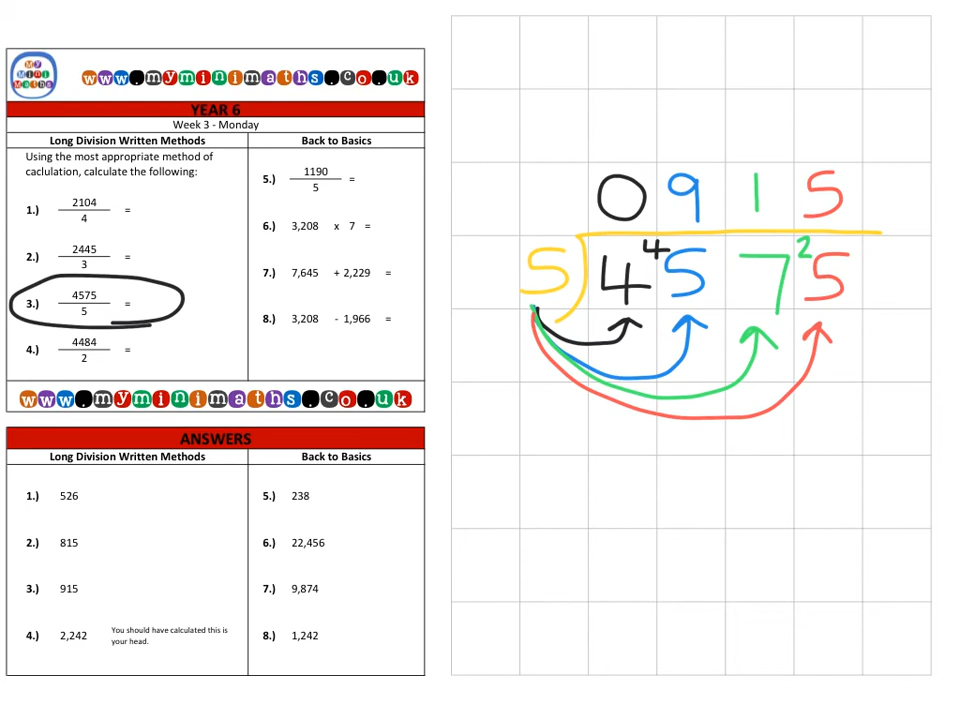 My
Mini
Maths
www.myminimaths.co.uk
YEAR 6
Week 3 - Monday
Long Division Written Methods
Back to Basics
Using the most appropriate method of
caclulation, calculate the following:
1.) 2104
4 =
2.) 2445
3 =
3.) 4575
5 =
4.) 4484
2 =
5.) 1190
5 =
6.) 3,208 x 7 =
7.) 7,645 + 2,229 =
8.) 3,208 - 1,966 =
www.myminimaths.co.uk
ANSWERS
Long Division Written Methods
Back to Basics
1.) 526
2.) 815
3.) 915
4.) 2,242 You should have calculated this is
your head.
5.) 238
6.) 22,456
7.) 9,874
8.) 1,242
0 9 1 5
5 4 4 5 7 2 5